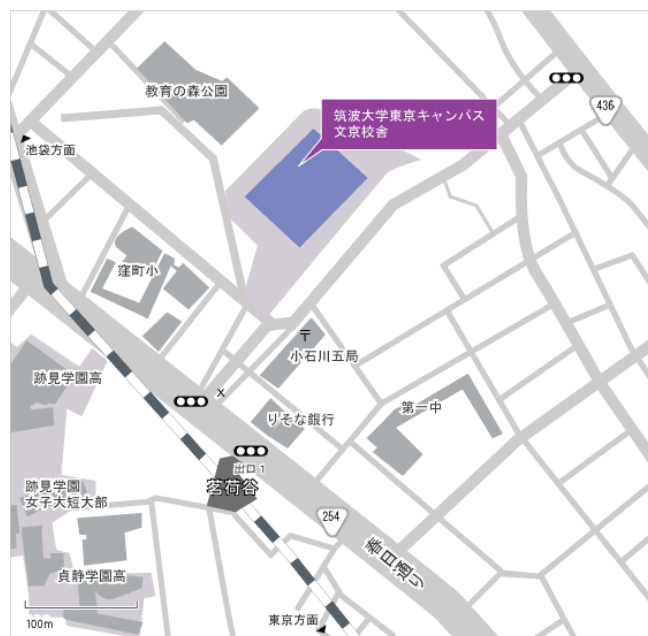 教育の森公園
筑波大学東京キャンパス
文京校舎
436
池袋方面
窪町小
〒
小石川五局
跡見学園高
X
りそな銀行
第一中
出口1
茗荷谷
跡見学園
女子大短大部
254
春日通り
貞静学園高
100m
東京方面